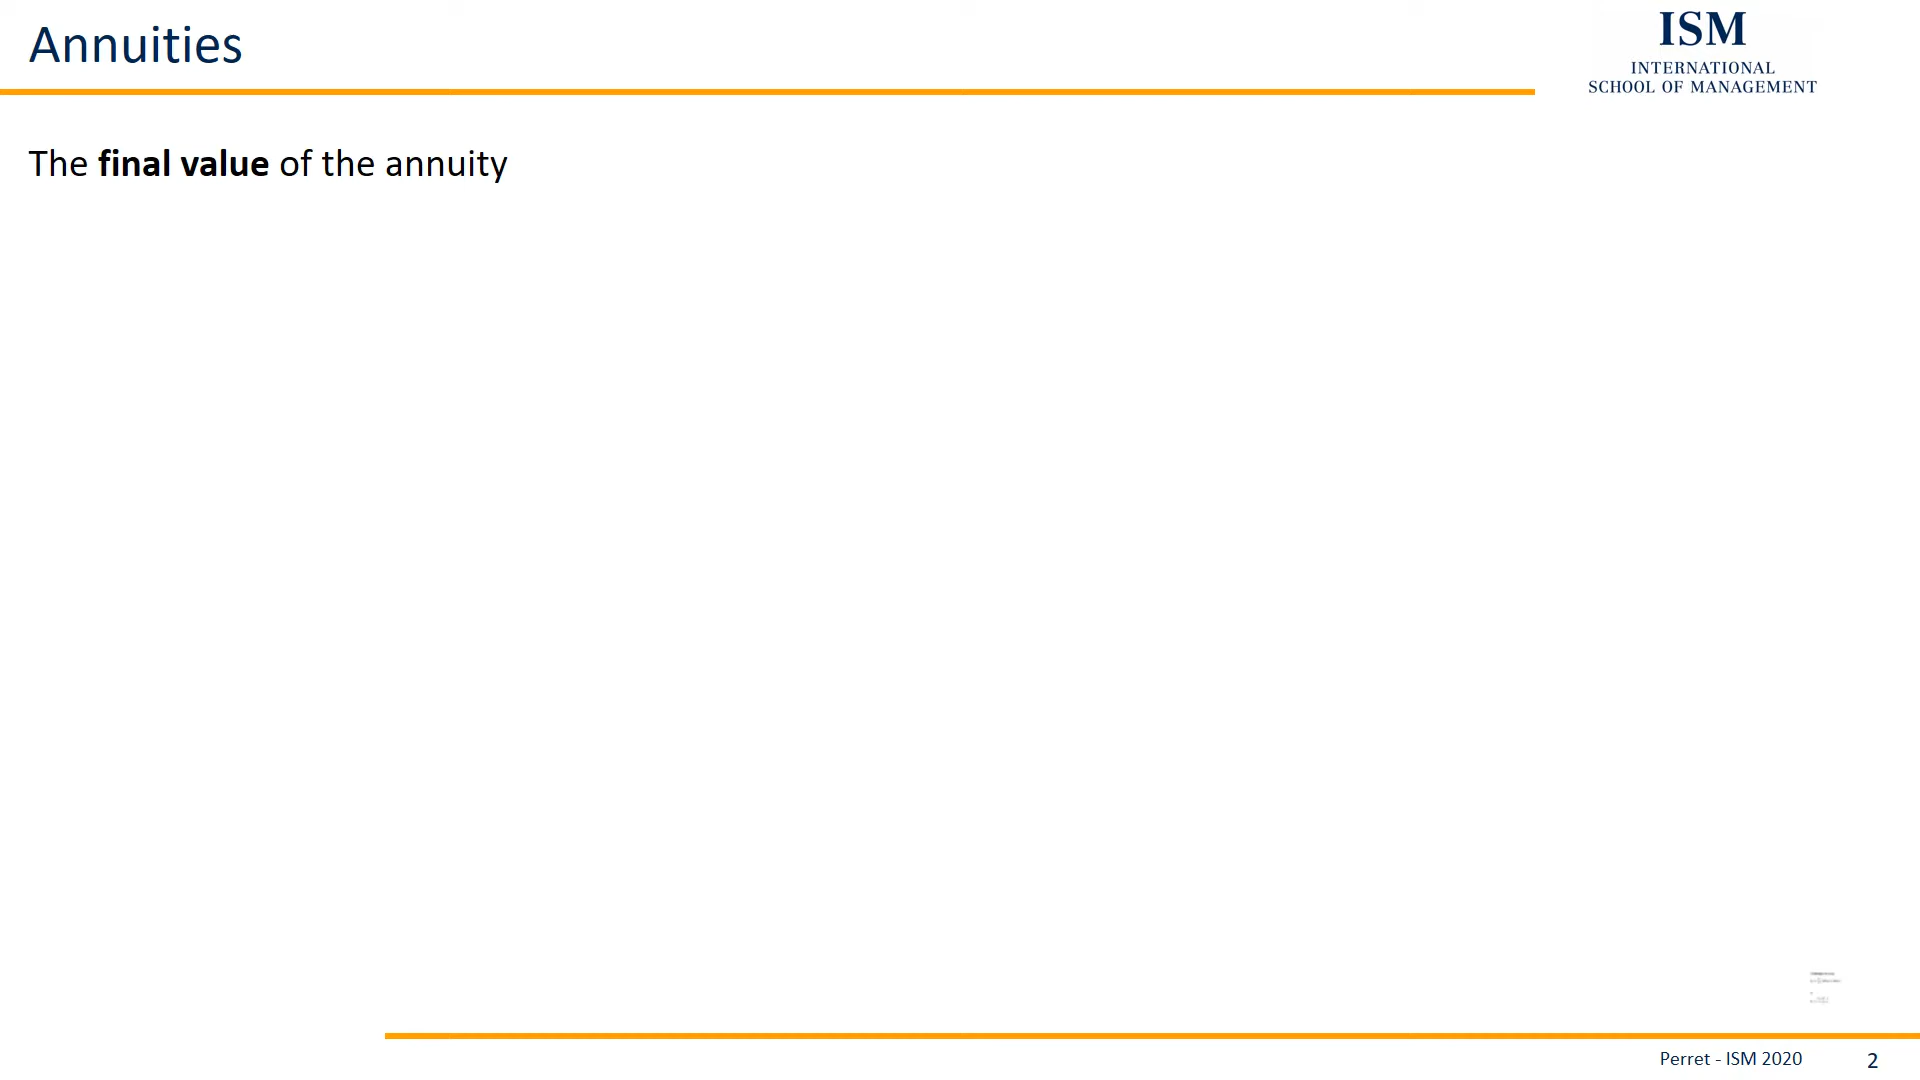 Annuities
ISM
INTERNATIONAL
SCHOOL OF MANAGEMENT
The final value of the annuity
Perret - ISM 2020
2